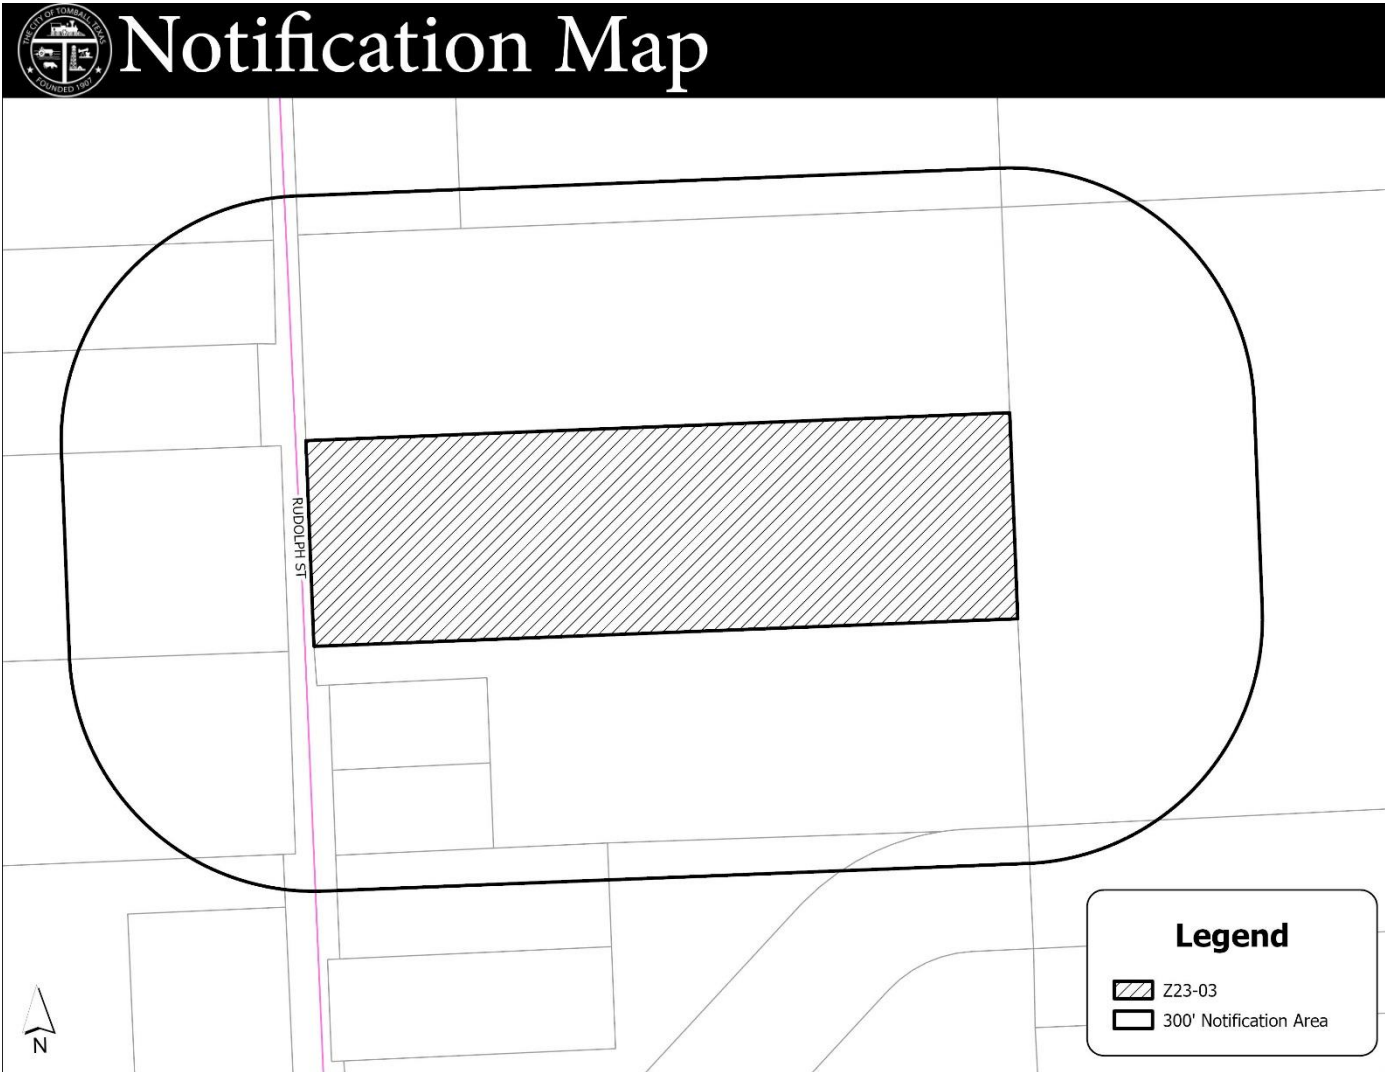 THE CITY OF TOMBALL, TEXAS
FOUNDED 1907
Notification Map
RUDOLPH ST
N
Legend
Z23-03
300' Notification Area